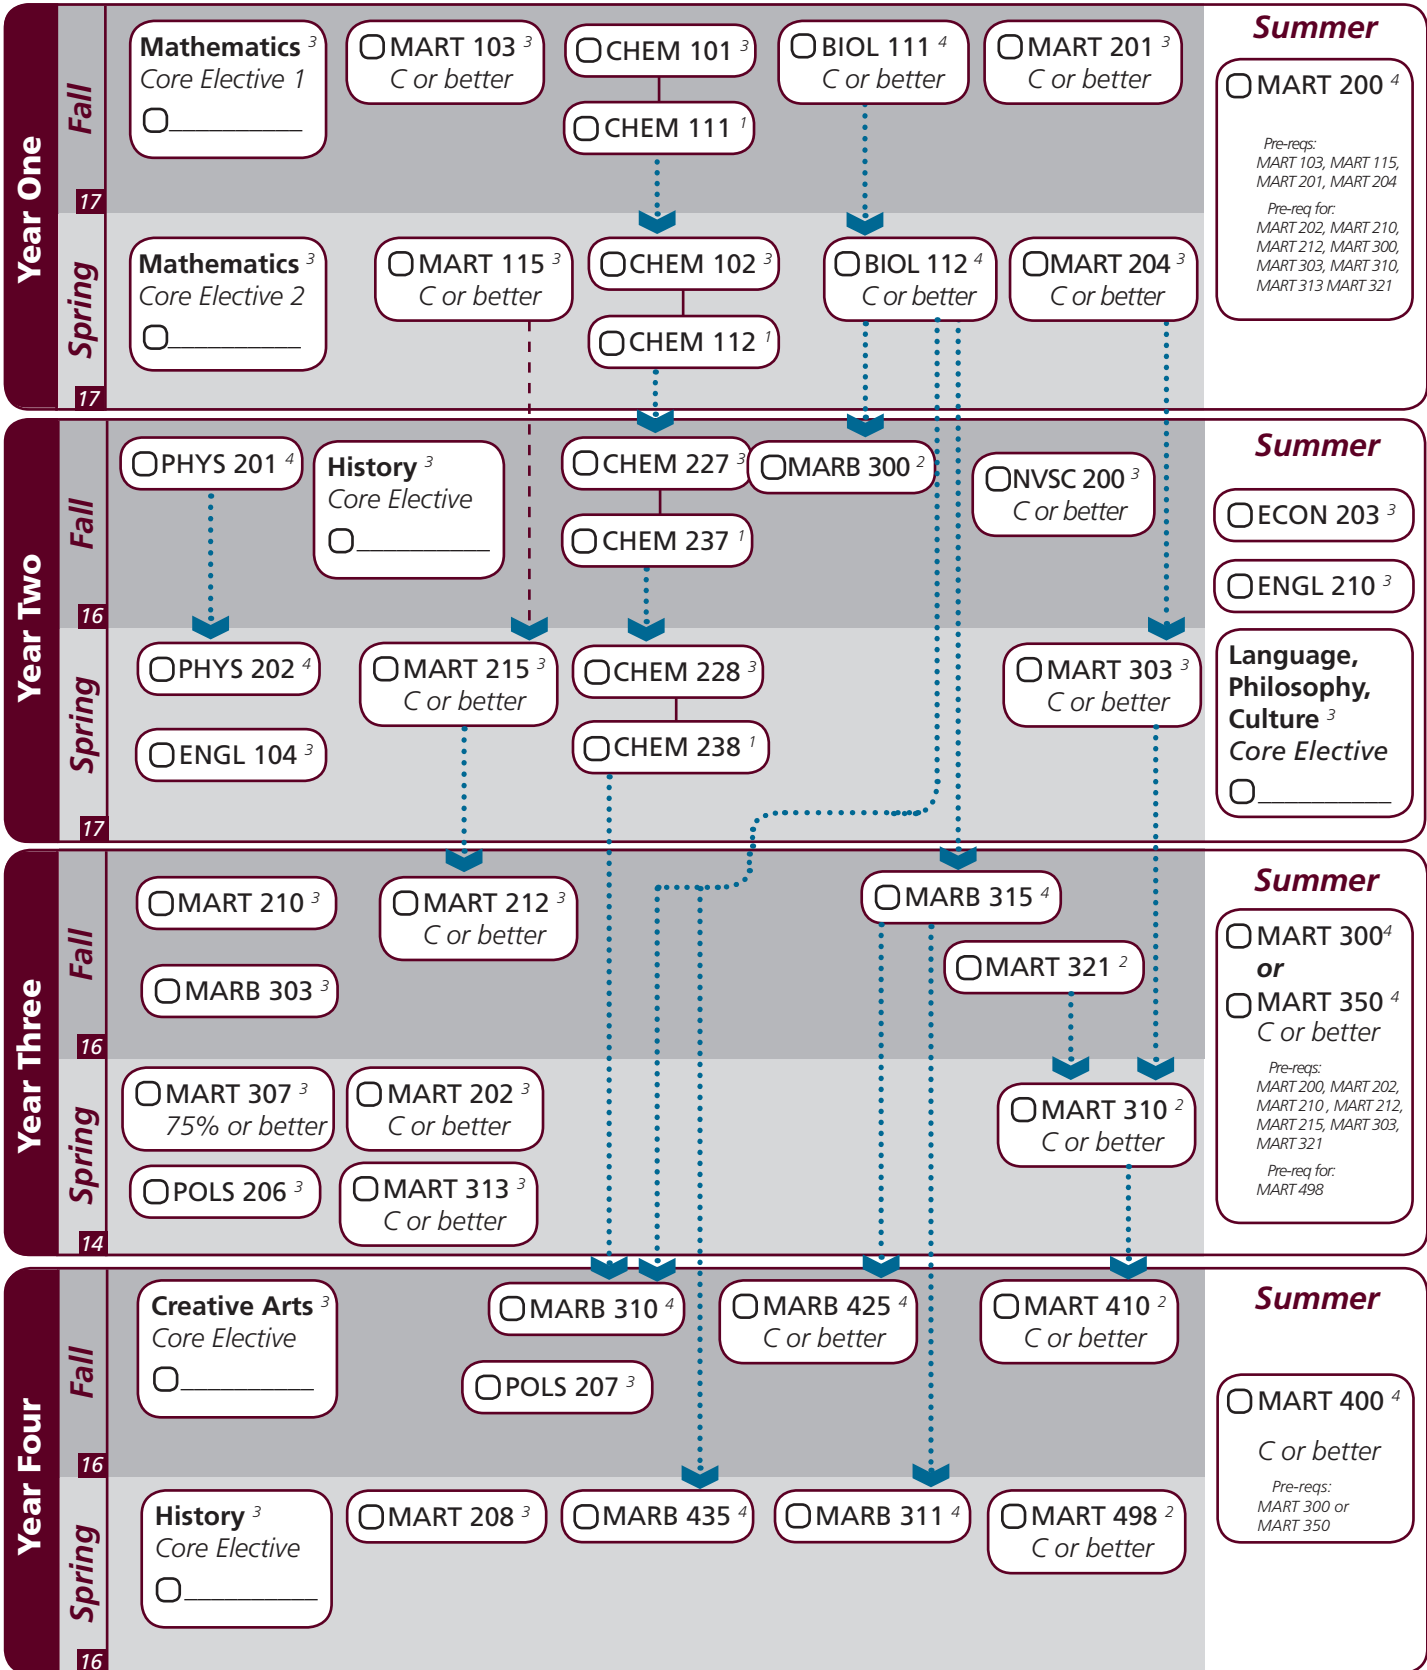 Year One
Fall
17
Mathematics 3
Core Elective 1
__________
MART 103 3
C or better
CHEM 101 3
CHEM 111 1
BIOL 111 4
C or better
MART 201 3
C or better
Spring
17
Mathematics 3
Core Elective 2
__________
MART 115 3
C or better
CHEM 102 3
CHEM 112 1
BIOL 112 4
C or better
MART 204 3
C or better
Summer
MART 200 4
Pre-reqs:
MART 103, MART 115,
MART 201, MART 204
Pre-req for:
MART 202, MART 210,
MART 212, MART 300,
MART 303, MART 310,
MART 313 MART 321
Year Two
Fall
16
PHYS 201 4
History 3
Core Elective
__________
CHEM 227 3
CHEM 237 1
MARB 300 2
NVSC 200 3
C or better
Spring
17
PHYS 202 4
ENGL 104 3
MART 215 3
C or better
CHEM 228 3
CHEM 238 1
MART 303 3
C or better
Summer
ECON 203 3
ENGL 210 3
Language,
Philosophy,
Culture 3
Core Elective
__________
Year Three
Fall
16
MART 210 3
MARB 303 3
MART 212 3
C or better
MARB 315 4
MART 321 2
Spring
14
MART 307 3
75% or better
POLS 206 3
MART 202 3
C or better
MART 313 3
C or better
MART 310 2
C or better
Summer
MART 300 4
or
MART 350 4
C or better
Pre-reqs:
MART 200, MART 202,
MART 210 , MART 212,
MART 215, MART 303,
MART 321
Pre-req for:
MART 498
Year Four
Fall
16
Creative Arts 3
Core Elective
__________
MARB 310 4
POLS 207 3
MARB 425 4
C or better
MART 410 2
C or better
Spring
16
History 3
Core Elective
__________
MART 208 3
MARB 435 4
MARB 311 4
MART 498 2
C or better
Summer
MART 400 4
C or better
Pre-reqs:
MART 300 or
MART 350